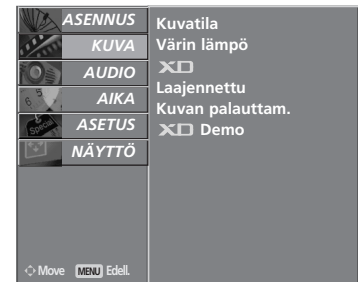 ASENNUS
KUVA
AUDIO
AIKA
ASETUS
NÄYTTÖ
Kuvatila
Värin lämpö
XD
Laajennettu
Kuvan palauttam.
XD Demo
Move MENU Edell.